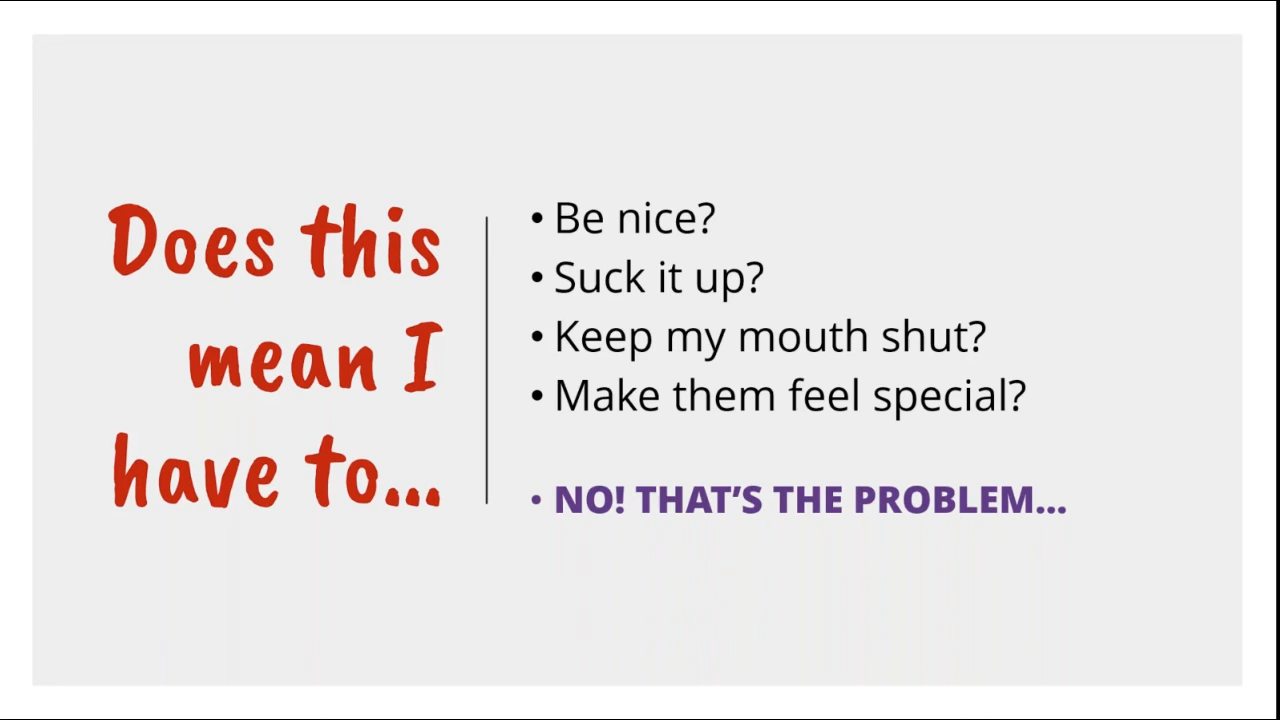 Does this
mean I
have to...
• Be nice?
• Suck it up?
• Keep my mouth shut?
• Make them feel special?
• NO! THAT’S THE PROBLEM...